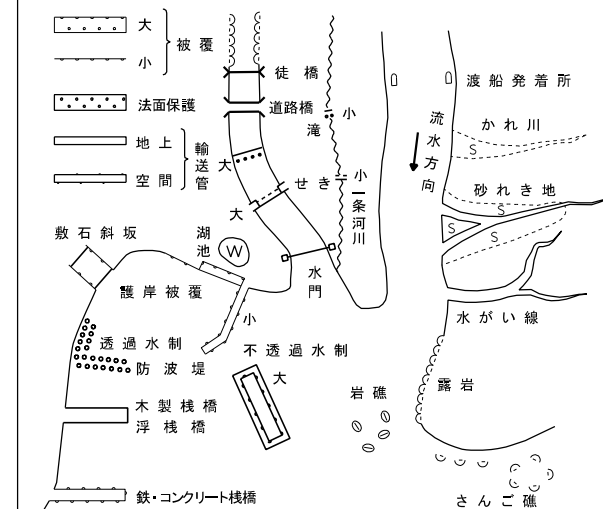 大
被覆
小
法面保護
地上
輸送管
空間
徒橋
道路橋
小
滝
大
せき
小
大
一条河川
水門
渡船発着所
流水方向
かれ川
S
砂れき地
S
S
S
水がい線
敷石斜坂
湖池
W
護岸被覆
小
透過水制
防波堤
不透過水制
大
木製桟橋
浮桟橋
岩礁
露岩
鉄・コンクリート桟橋
さんご礁